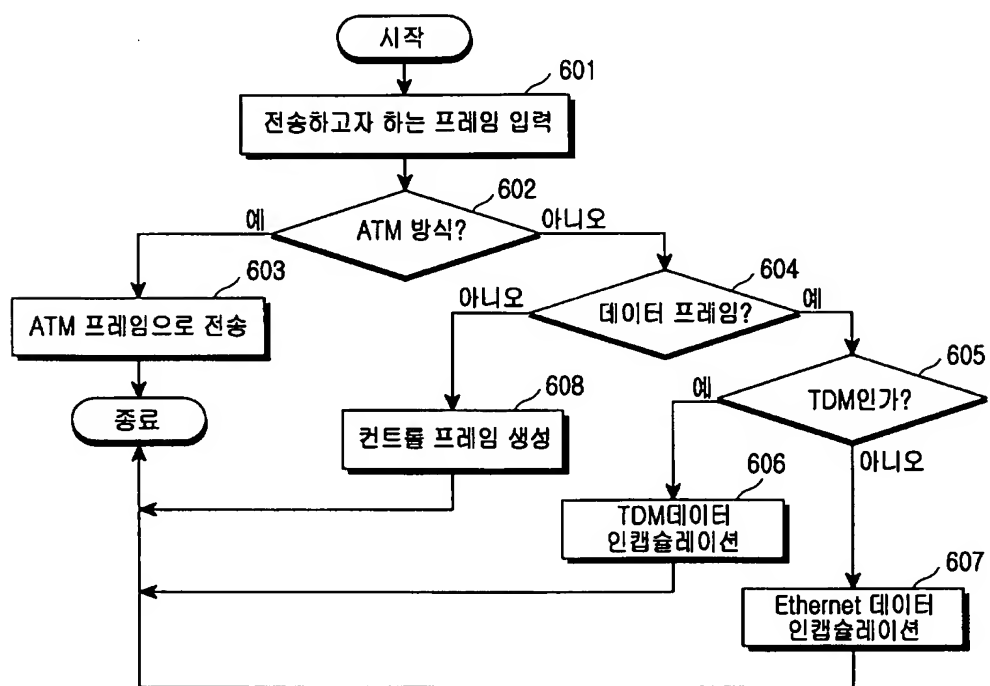 시작
601
전송하고자 하는 프레임 입력
602
예
ATM 방식?
아니오
603
604
ATM 프레임으로 전송
아니오
데이터 프레임?
예
605
종료
608
예
TDM인가?
컨트롤 프레임 생성
아니오
606
TDM데이터
인캡슐레이션
607
Ethernet 데이터
인캡슐레이션